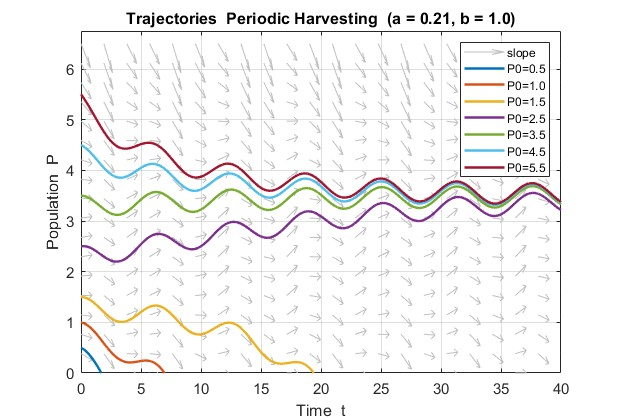 Trajectories Periodic Harvesting (a = 0.21, b = 1.0)
slope
P0=0.5
P0=1.0
P0=1.5
P0=2.5
P0=3.5
P0=4.5
P0=5.5
Population P
6
5
4
3
2
1
0
0 5 10 15 20 25 30 35 40
Time t